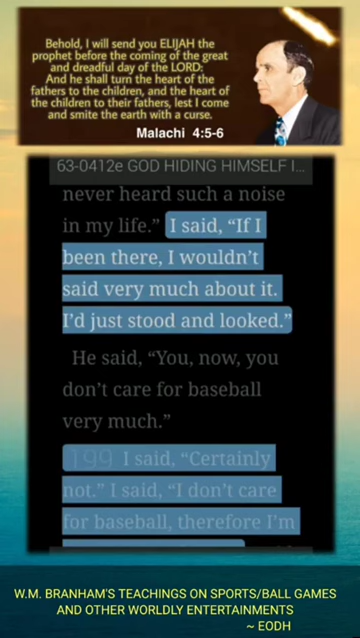 Behold, I will send you ELIJAH the
prophet before the coming of the great
and dreadful day of the LORD:
And he shall turn the heart of the
fathers to the children, and the heart of
the children to their fathers, lest I come
and smite the earth with a curse.
Malachi 4:5-6
63-0412e GOD HIDING HIMSELF I...
never heard such a noise
in my life.” I said, “If I
been there, I wouldn’t
said very much about it.
I’d just stood and looked.”
He said, “You, now, you
don’t care for baseball
very much.”
199 I said, “Certainly
not.” I said, “I don’t care
for baseball, therefore I’m
W.M. BRANHAM'S TEACHINGS ON SPORTS/BALL GAMES
AND OTHER WORLDLY ENTERTAINMENTS
~ EODH